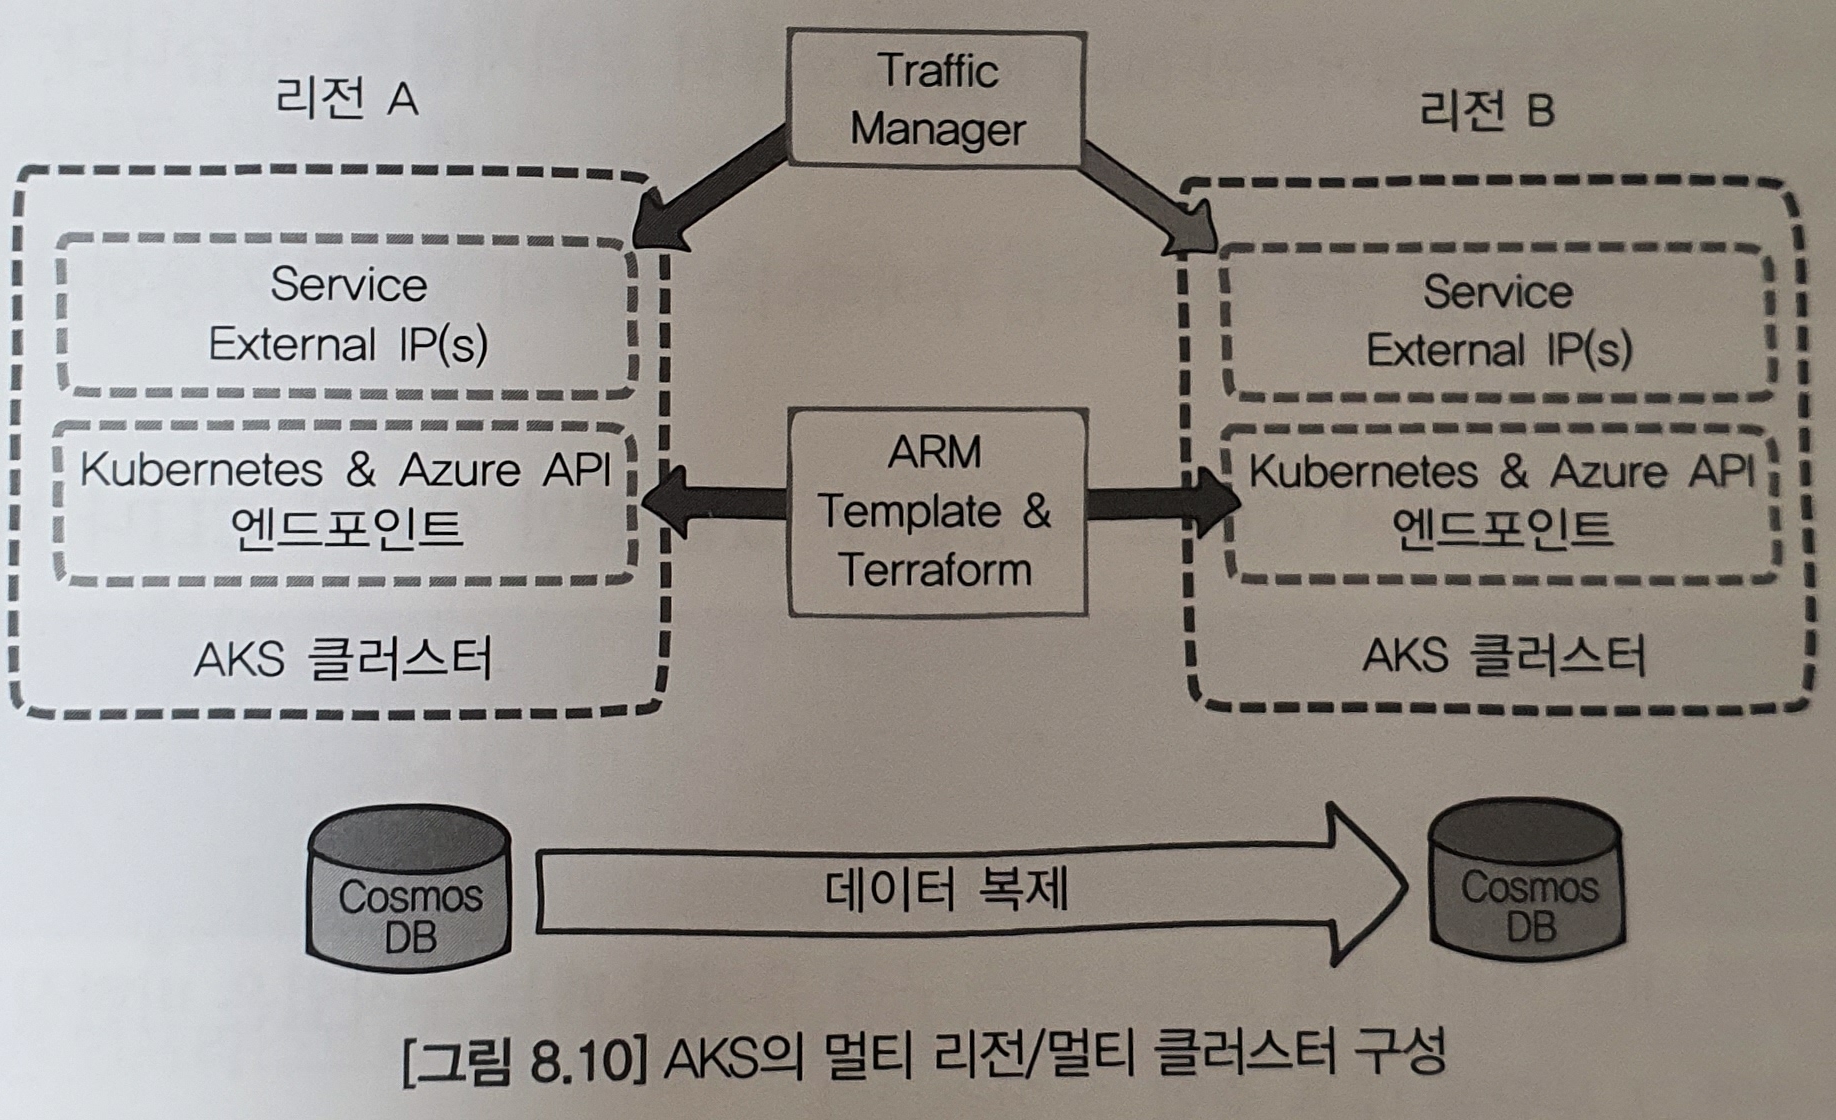 Traffic
Manager
리전 A
리전 B
Service
External IP(s)
Kubernetes & Azure API
엔드포인트
AKS 클러스터
ARM
Template &
Terraform
Service
External IP(s)
Kubernetes & Azure API
엔드포인트
AKS 클러스터
Cosmos
DB
데이터 복제
Cosmos
DB
[그림 8.10] AKS의 멀티 리전/멀티 클러스터 구성